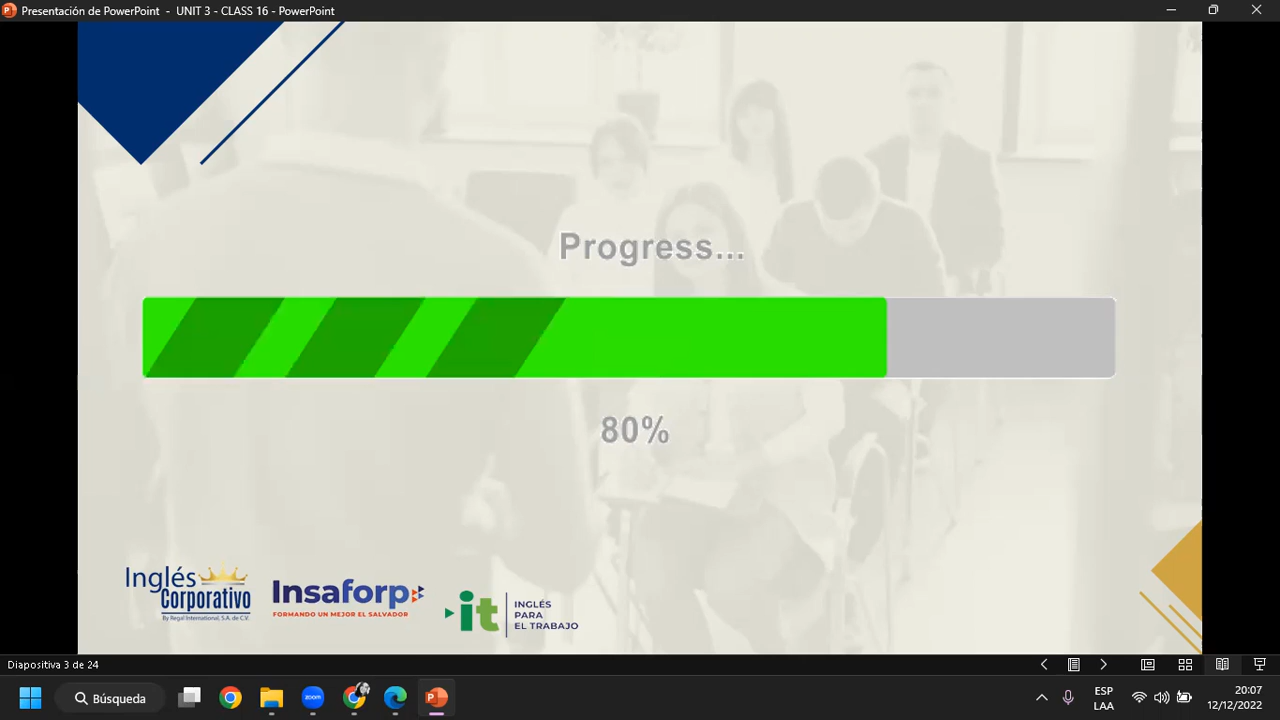 Presentación de PowerPoint - UNIT 3 - CLASS 16 - PowerPoint
Progress...
80%
Inglés
Corporativo
By Regal International, S.A. de C.V.
Insaforp
FORMANDO UN MEJOR EL SALVADOR
it
INGLÉS
PARA
EL TRABAJO
Diapositiva 3 de 24
Búsqueda
zoom
ESP
LAA
20:07
12/12/2022